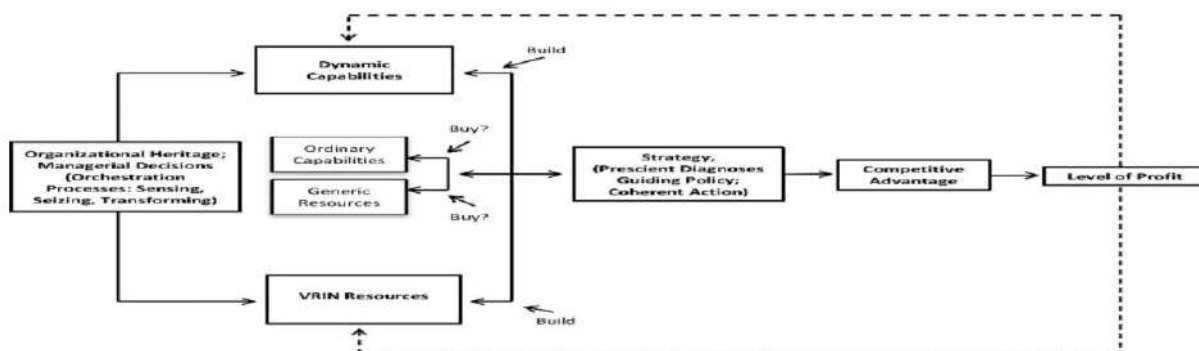 Build
Dynamic
Capabilities
Buy?
Ordinary
Capabilities
Organizational Heritage;
Managerial Decisions
(Orchestration
Processes: Sensing,
Seizing, Transforming)
Generic
Resources
Buy?
Strategy,
(Prescient Diagnoses
Guiding Policy;
Coherent Action)
Competitive
Advantage
Level of Profit
VRIN Resources
Build